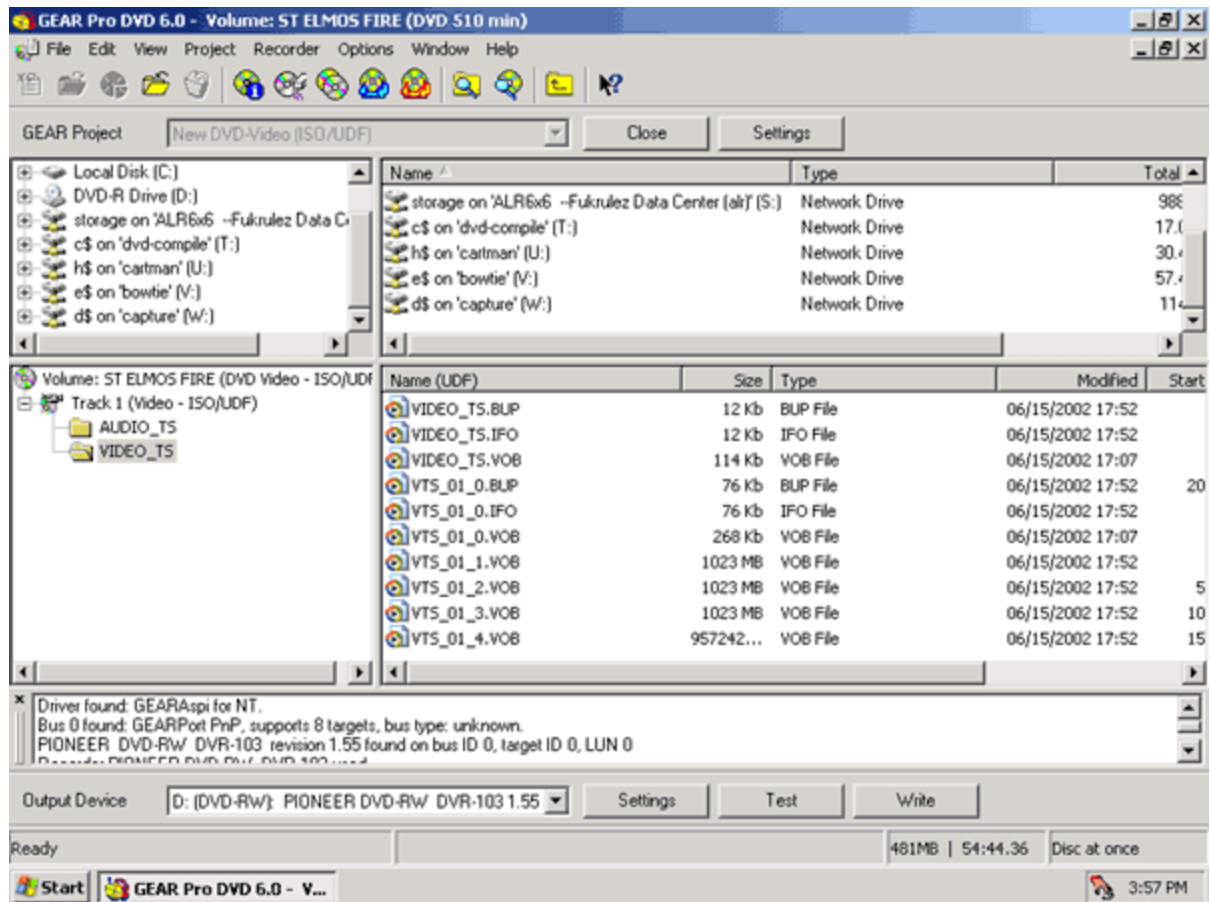 GEAR Pro DVD 6.0 - Volume: ST ELMOS FIRE (DVD 510 min)
File Edit View Project Recorder Options Window Help
GEAR Project New DVD-Video (ISO/UDF) Close Settings
Local Disk (C:)
DVD-R Drive (D:)
storage on 'ALR6x6 --Fukrulez Data Ce
c$ on 'dvd-compile' (T:)
h$ on 'cartman' (U:)
e$ on 'bowtie' (V:)
d$ on 'capture' (W:)
Name Type Total
storage on 'ALR6x6 --Fukrulez Data Center (alr)' (S:) Network Drive 988
c$ on 'dvd-compile' (T:) Network Drive 17.0
h$ on 'cartman' (U:) Network Drive 30.4
e$ on 'bowtie' (V:) Network Drive 57.4
d$ on 'capture' (W:) Network Drive 114
Volume: ST ELMOS FIRE (DVD Video - ISO/UDF
Track 1 (Video - ISO/UDF)
AUDIO_TS
VIDEO_TS
Name (UDF) Size Type Modified Start
VIDEO_TS.BUP 12 Kb BUP File 06/15/2002 17:52
VIDEO_TS.IFO 12 Kb IFO File 06/15/2002 17:52
VIDEO_TS.VOB 114 Kb VOB File 06/15/2002 17:07
VTS_01_0.BUP 76 Kb BUP File 06/15/2002 17:52 20
VTS_01_0.IFO 76 Kb IFO File 06/15/2002 17:52
VTS_01_0.VOB 268 Kb VOB File 06/15/2002 17:07
VTS_01_1.VOB 1023 MB VOB File 06/15/2002 17:52
VTS_01_2.VOB 1023 MB VOB File 06/15/2002 17:52 5
VTS_01_3.VOB 1023 MB VOB File 06/15/2002 17:52 10
VTS_01_4.VOB 957242... VOB File 06/15/2002 17:52 15
Driver found: GEARAspi for NT.
Bus 0 found: GEARPort PnP, supports 8 targets, bus type: unknown.
PIONEER DVD-RW DVR-103 revision 1.55 found on bus ID 0, target ID 0, LUN 0
Output Device D: (DVD-RW): PIONEER DVD-RW DVR-103 1.55 Settings Test Write
Ready 481MB | 54:44.36 Disc at once
Start GEAR Pro DVD 6.0 - V... 3:57 PM